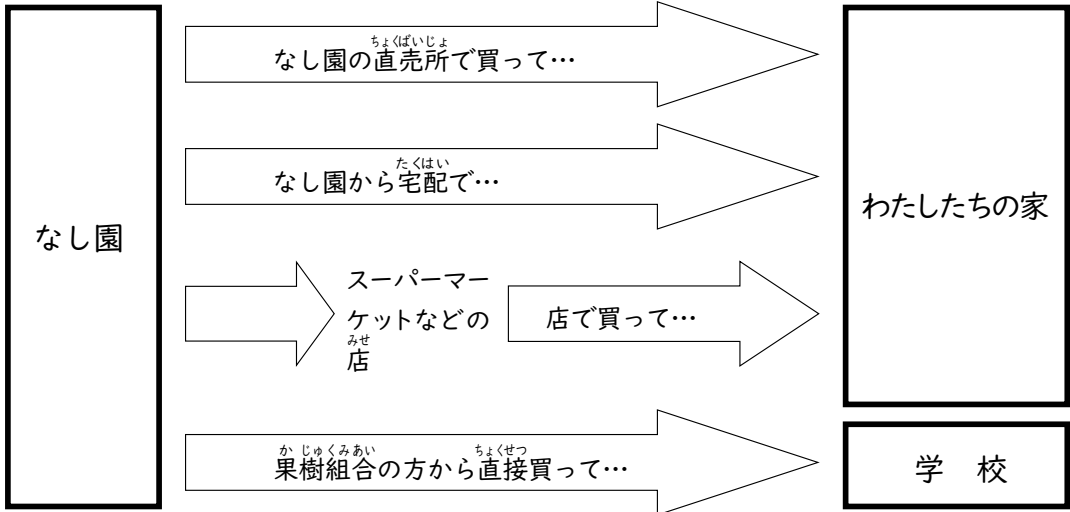 なし園
ちょくばいじょ
なし園の直売所で買って…
たくはい
なし園から宅配で…
スーパーマー
ケットなどの
みせ
店
店で買って…
か じゅくみあい ちょくせつ
果樹組合の方から直接買って…
わたしたちの家
学 校